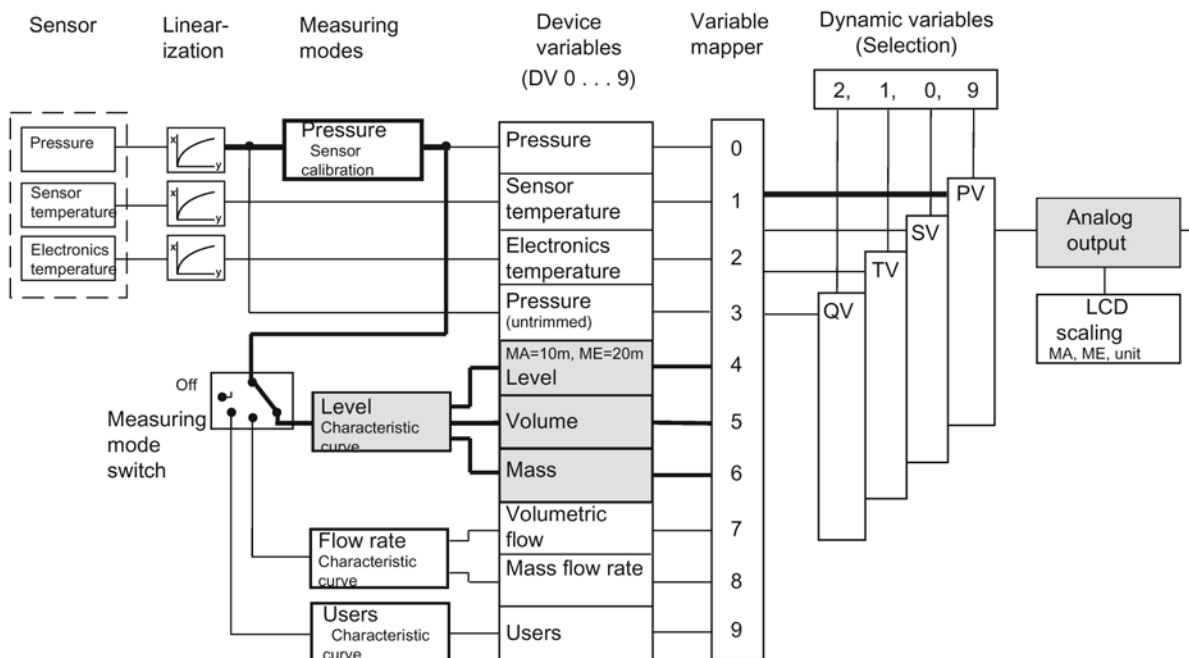 Sensor
Linear-
ization
Measuring
modes
Device
variables
(DV 0 . . . 9)
Variable
mapper
Dynamic variables
(Selection)
2, 1, 0, 9
Pressure
x
y
Pressure
Sensor
calibration
Pressure
0
Sensor
temperature
x
y
Sensor
temperature
1
Electronics
temperature
x
y
Electronics
temperature
2
Pressure
(untrimmed)
3
PV
SV
TV
QV
Analog
output
LCD
scaling
MA, ME, unit
Off
Measuring
mode
switch
Level
Characteristic
curve
MA=10m, ME=20m
Level
4
Volume
5
Mass
6
Flow rate
Characteristic
curve
Volumetric
flow
7
Mass flow rate
8
Users
Characteristic
curve
Users
9